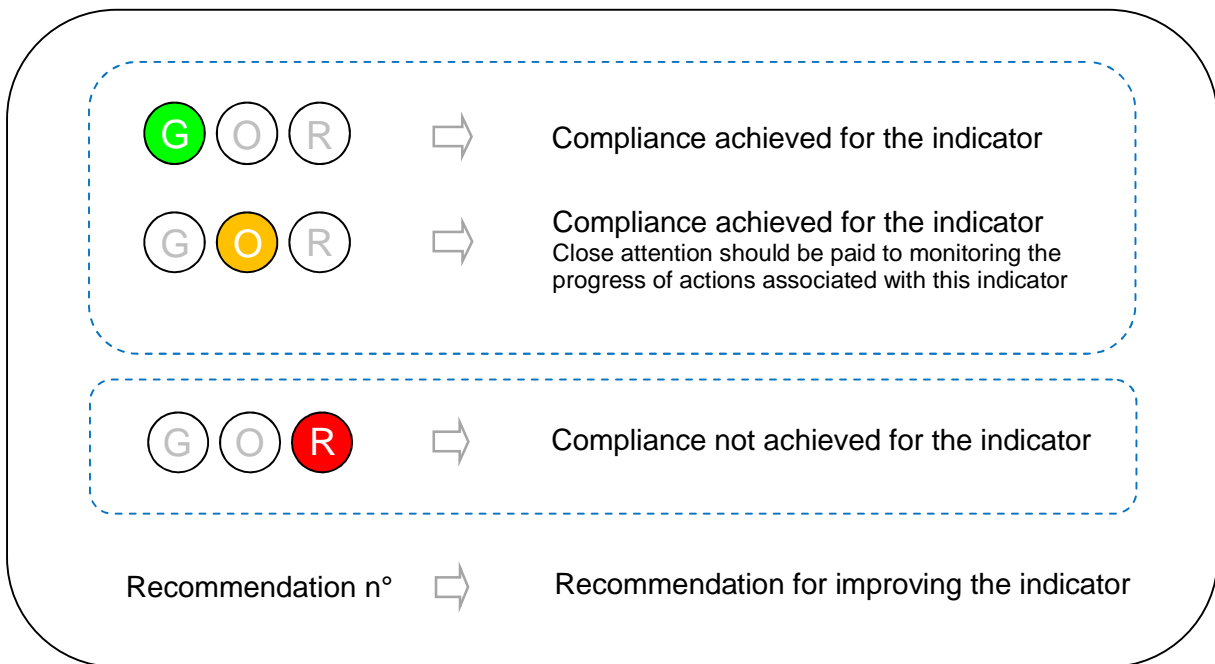 G O R Compliance achieved for the indicator
G O R Compliance achieved for the indicator
Close attention should be paid to monitoring the
progress of actions associated with this indicator
G O R Compliance not achieved for the indicator
Recommendation n° Recommendation for improving the indicator